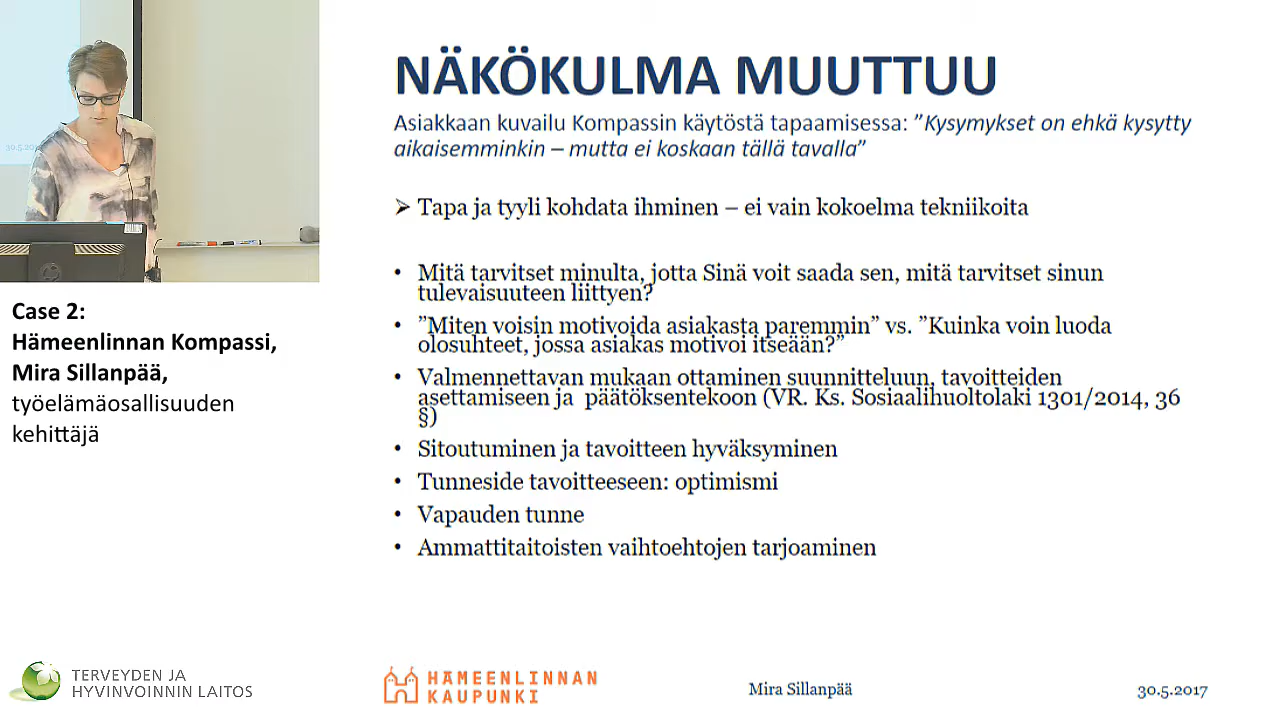 NÄKÖKULMA MUUTTUU
Asiakkaan kuvailu Kompassin käytöstä tapaamisessa: ”Kysymykset on ehkä kysytty
aikaisemminkin – mutta ei koskaan tällä tavalla”
➢ Tapa ja tyyli kohdata ihminen – ei vain kokoelma tekniikoita
• Mitä tarvitset minulta, jotta Sinä voit saada sen, mitä tarvitset sinun
tulevaisuuteen liittyen?
• ”Miten voisin motivoida asiakasta paremmin” vs. ”Kuinka voin luoda
olosuhteet, jossa asiakas motivoi itseään?”
• Valmennettavan mukaan ottaminen suunnitteluun, tavoitteiden
asettamiseen ja päätöksentekoon (VR. Ks. Sosiaalihuoltolaki 1301/2014, 36
§)
• Sitoutuminen ja tavoitteen hyväksyminen
• Tunneside tavoitteeseen: optimismi
• Vapauden tunne
• Ammattitaitoisten vaihtoehtojen tarjoaminen
Case 2:
Hämeenlinnan Kompassi,
Mira Sillanpää,
työelämäosallisuuden
kehittäjä
TERVEYDEN JA
HYVINVOINNIN LAITOS
HÄMEENLINNAN
KAUPUNKI
Mira Sillanpää
30.5.2017